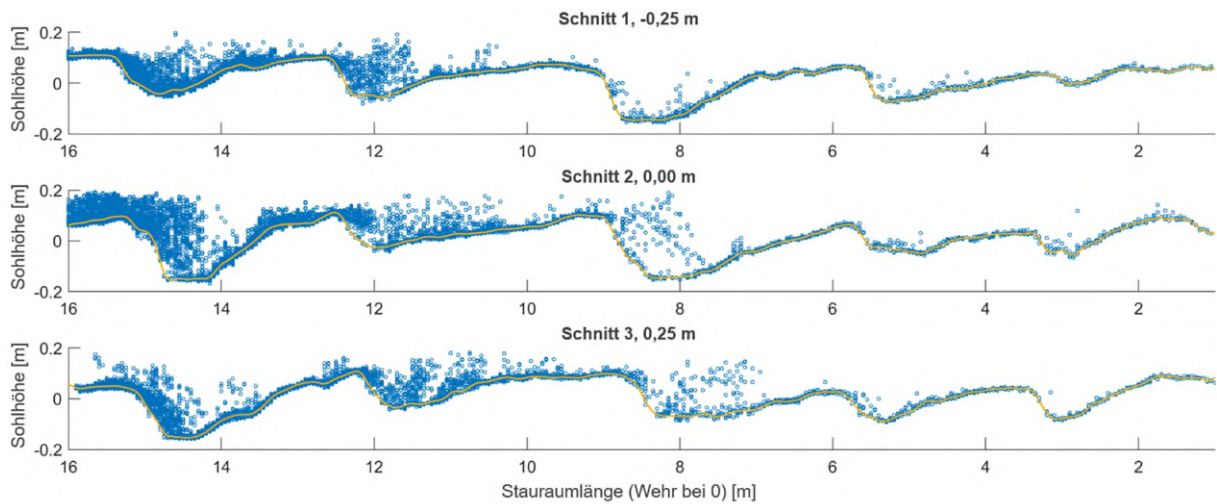 Schnitt 1, -0,25 m
Sohlhöhe [m]
0.2
0
-0.2
16 14 12 10 8 6 4 2
Schnitt 2, 0,00 m
Sohlhöhe [m]
0.2
0
-0.2
16 14 12 10 8 6 4 2
Schnitt 3, 0,25 m
Sohlhöhe [m]
0.2
0
-0.2
16 14 12 10 8 6 4 2
Stauraumlänge (Wehr bei 0) [m]